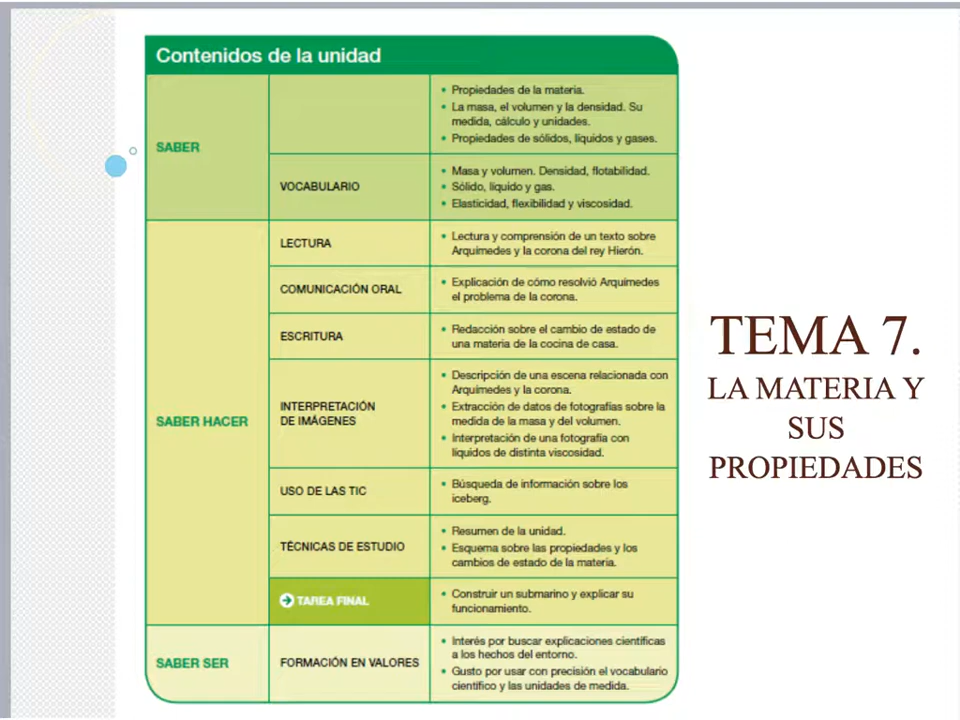 Contenidos de la unidad
SABER
• Propiedades de la materia.
• La masa, el volumen y la densidad. Su
medida, cálculo y unidades.
• Propiedades de sólidos, líquidos y gases.
VOCABULARIO
• Masa y volumen. Densidad, flotabilidad.
• Sólido, líquido y gas.
• Elasticidad, flexibilidad y viscosidad.
SABER HACER
LECTURA
• Lectura y comprensión de un texto sobre
Arquímedes y la corona del rey Hierón.
COMUNICACIÓN ORAL
• Explicación de cómo resolvió Arquímedes
el problema de la corona.
ESCRITURA
• Redacción sobre el cambio de estado de
una materia de la cocina de casa.
INTERPRETACIÓN
DE IMÁGENES
• Descripción de una escena relacionada con
Arquímedes y la corona.
• Extracción de datos de fotografías sobre la
medida de la masa y del volumen.
• Interpretación de una fotografía con
líquidos de distinta viscosidad.
USO DE LAS TIC
• Búsqueda de información sobre los
iceberg.
TÉCNICAS DE ESTUDIO
• Resumen de la unidad.
• Esquema sobre las propiedades y los
cambios de estado de la materia.
TAREA FINAL
• Construir un submarino y explicar su
funcionamiento.
SABER SER
FORMACIÓN EN VALORES
• Interés por buscar explicaciones científicas
a los hechos del entorno.
• Gusto por usar con precisión el vocabulario
científico y las unidades de medida.
TEMA 7.
LA MATERIA Y
SUS
PROPIEDADES